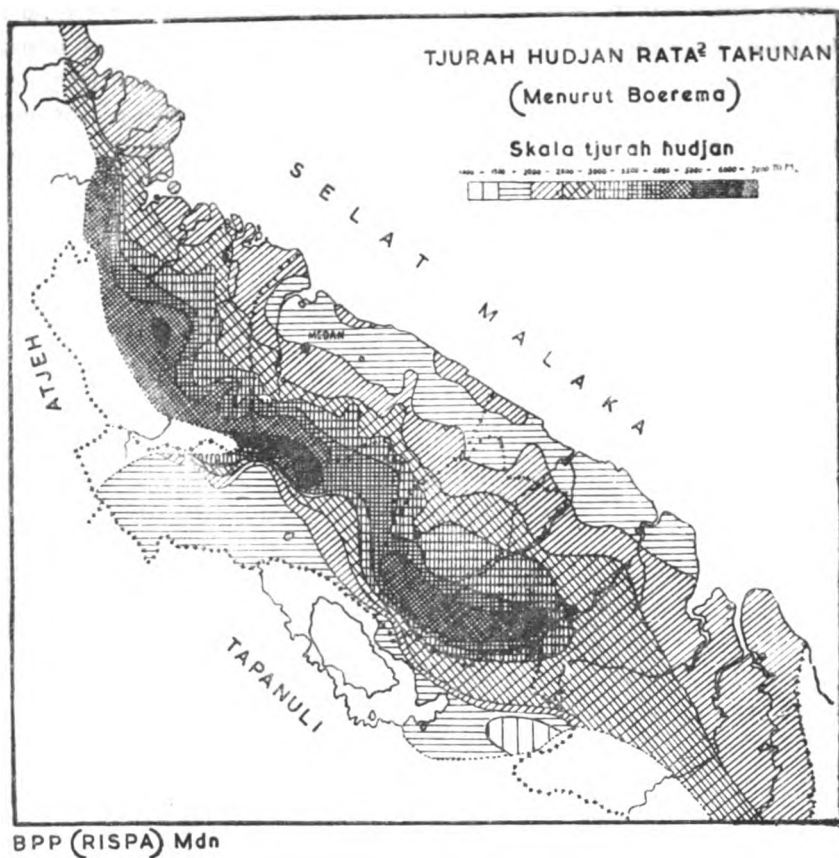 TJURAH HUDJAN RATA² TAHUNAN
(Menurut Boerema)
Skala tjurah hudjan
SELAT MALAKA
MEDAN
ATJEH
TAPANULI
BPP (RISPA) Mdn